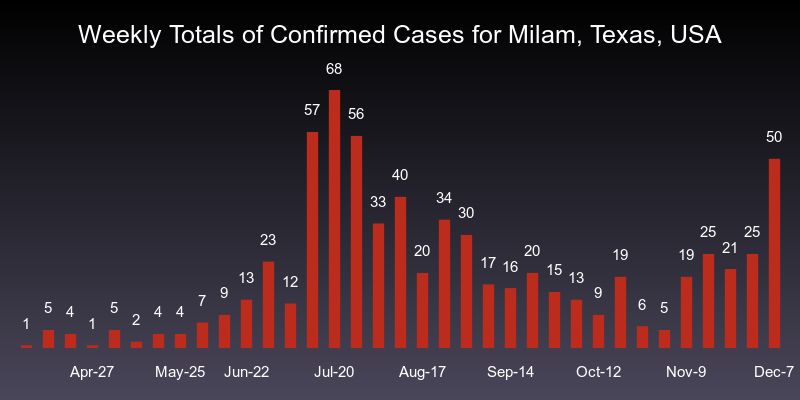 Weekly Totals of Confirmed Cases for Milam, Texas, USA
1 5 4 1 5 2 4 4 7 9 13 23 12 57 68 56 33 40 20 34 30 17 16 20 15 13 9 19 6 5 19 25 21 25 50
Apr-27 May-25 Jun-22 Jul-20 Aug-17 Sep-14 Oct-12 Nov-9 Dec-7